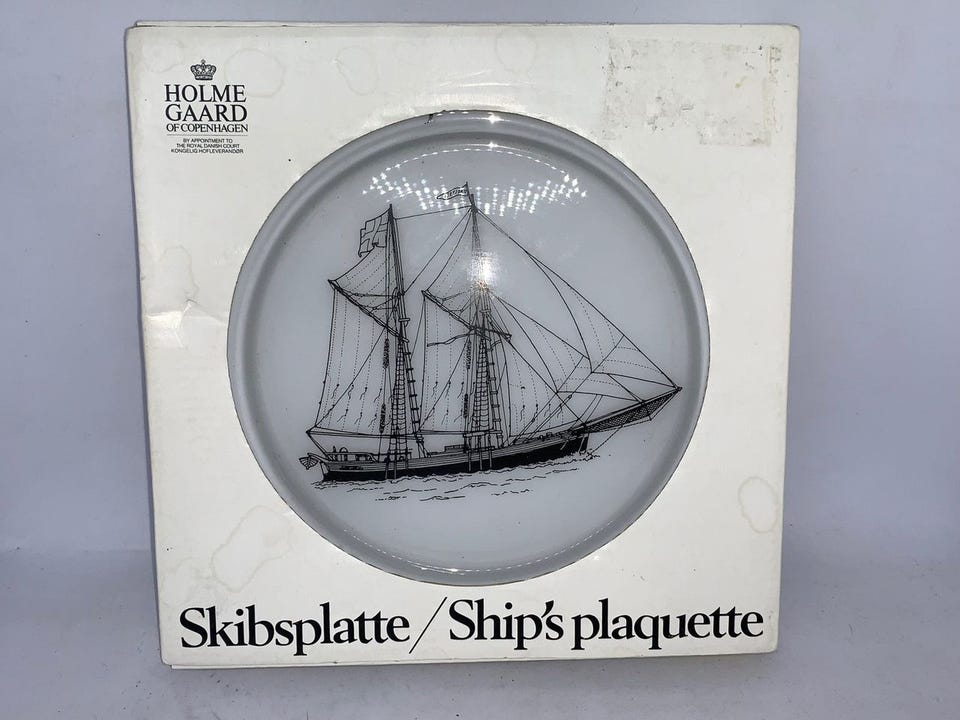 HOLME
GAARD
OF COPENHAGEN
BY APPOINTMENT TO
THE ROYAL DANISH COURT
KONGELIG HOFLEVERANDØR
Skibsplatte / Ship's plaquette